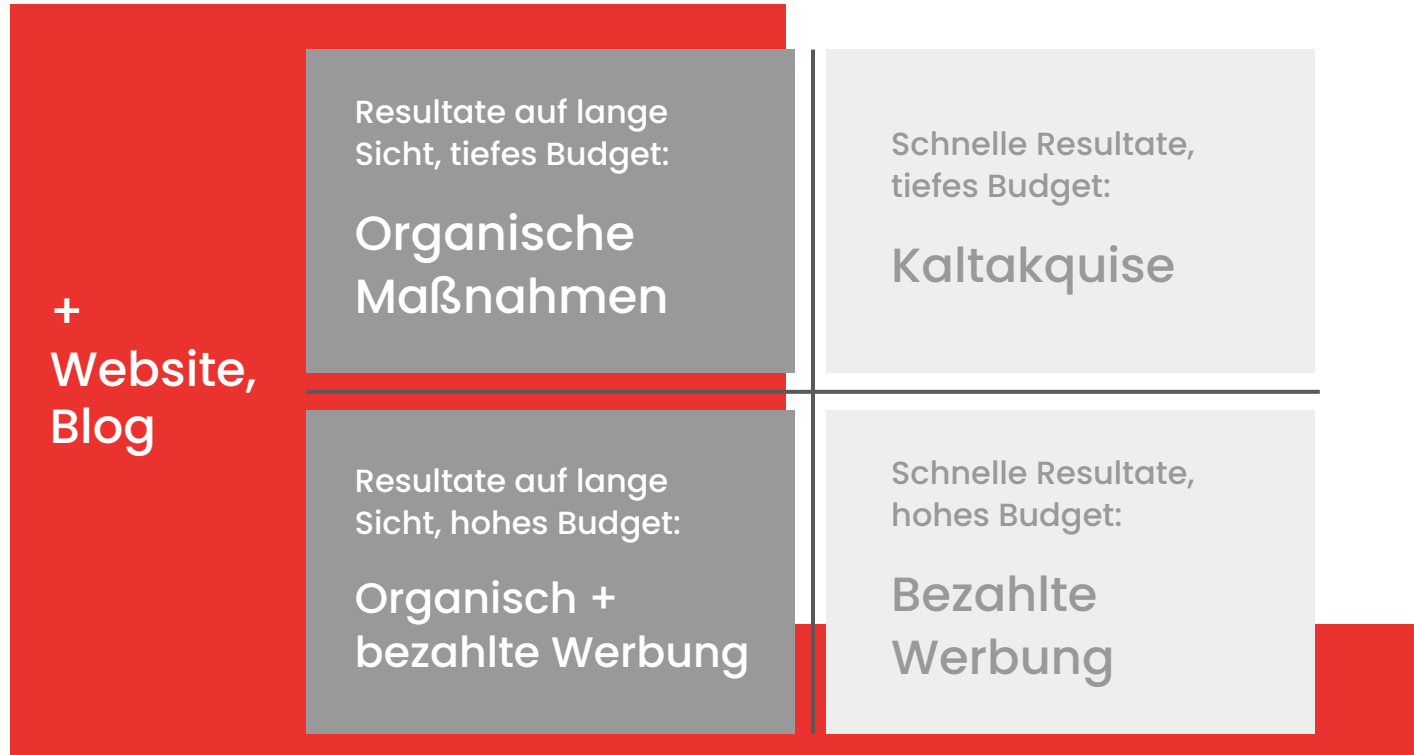 +
Website,
Blog
Resultate auf lange
Sicht, tiefes Budget:
Organische
Maßnahmen
Schnelle Resultate,
tiefes Budget:
Kaltakquise
Resultate auf lange
Sicht, hohes Budget:
Organisch +
bezahlte Werbung
Schnelle Resultate,
hohes Budget:
Bezahlte
Werbung